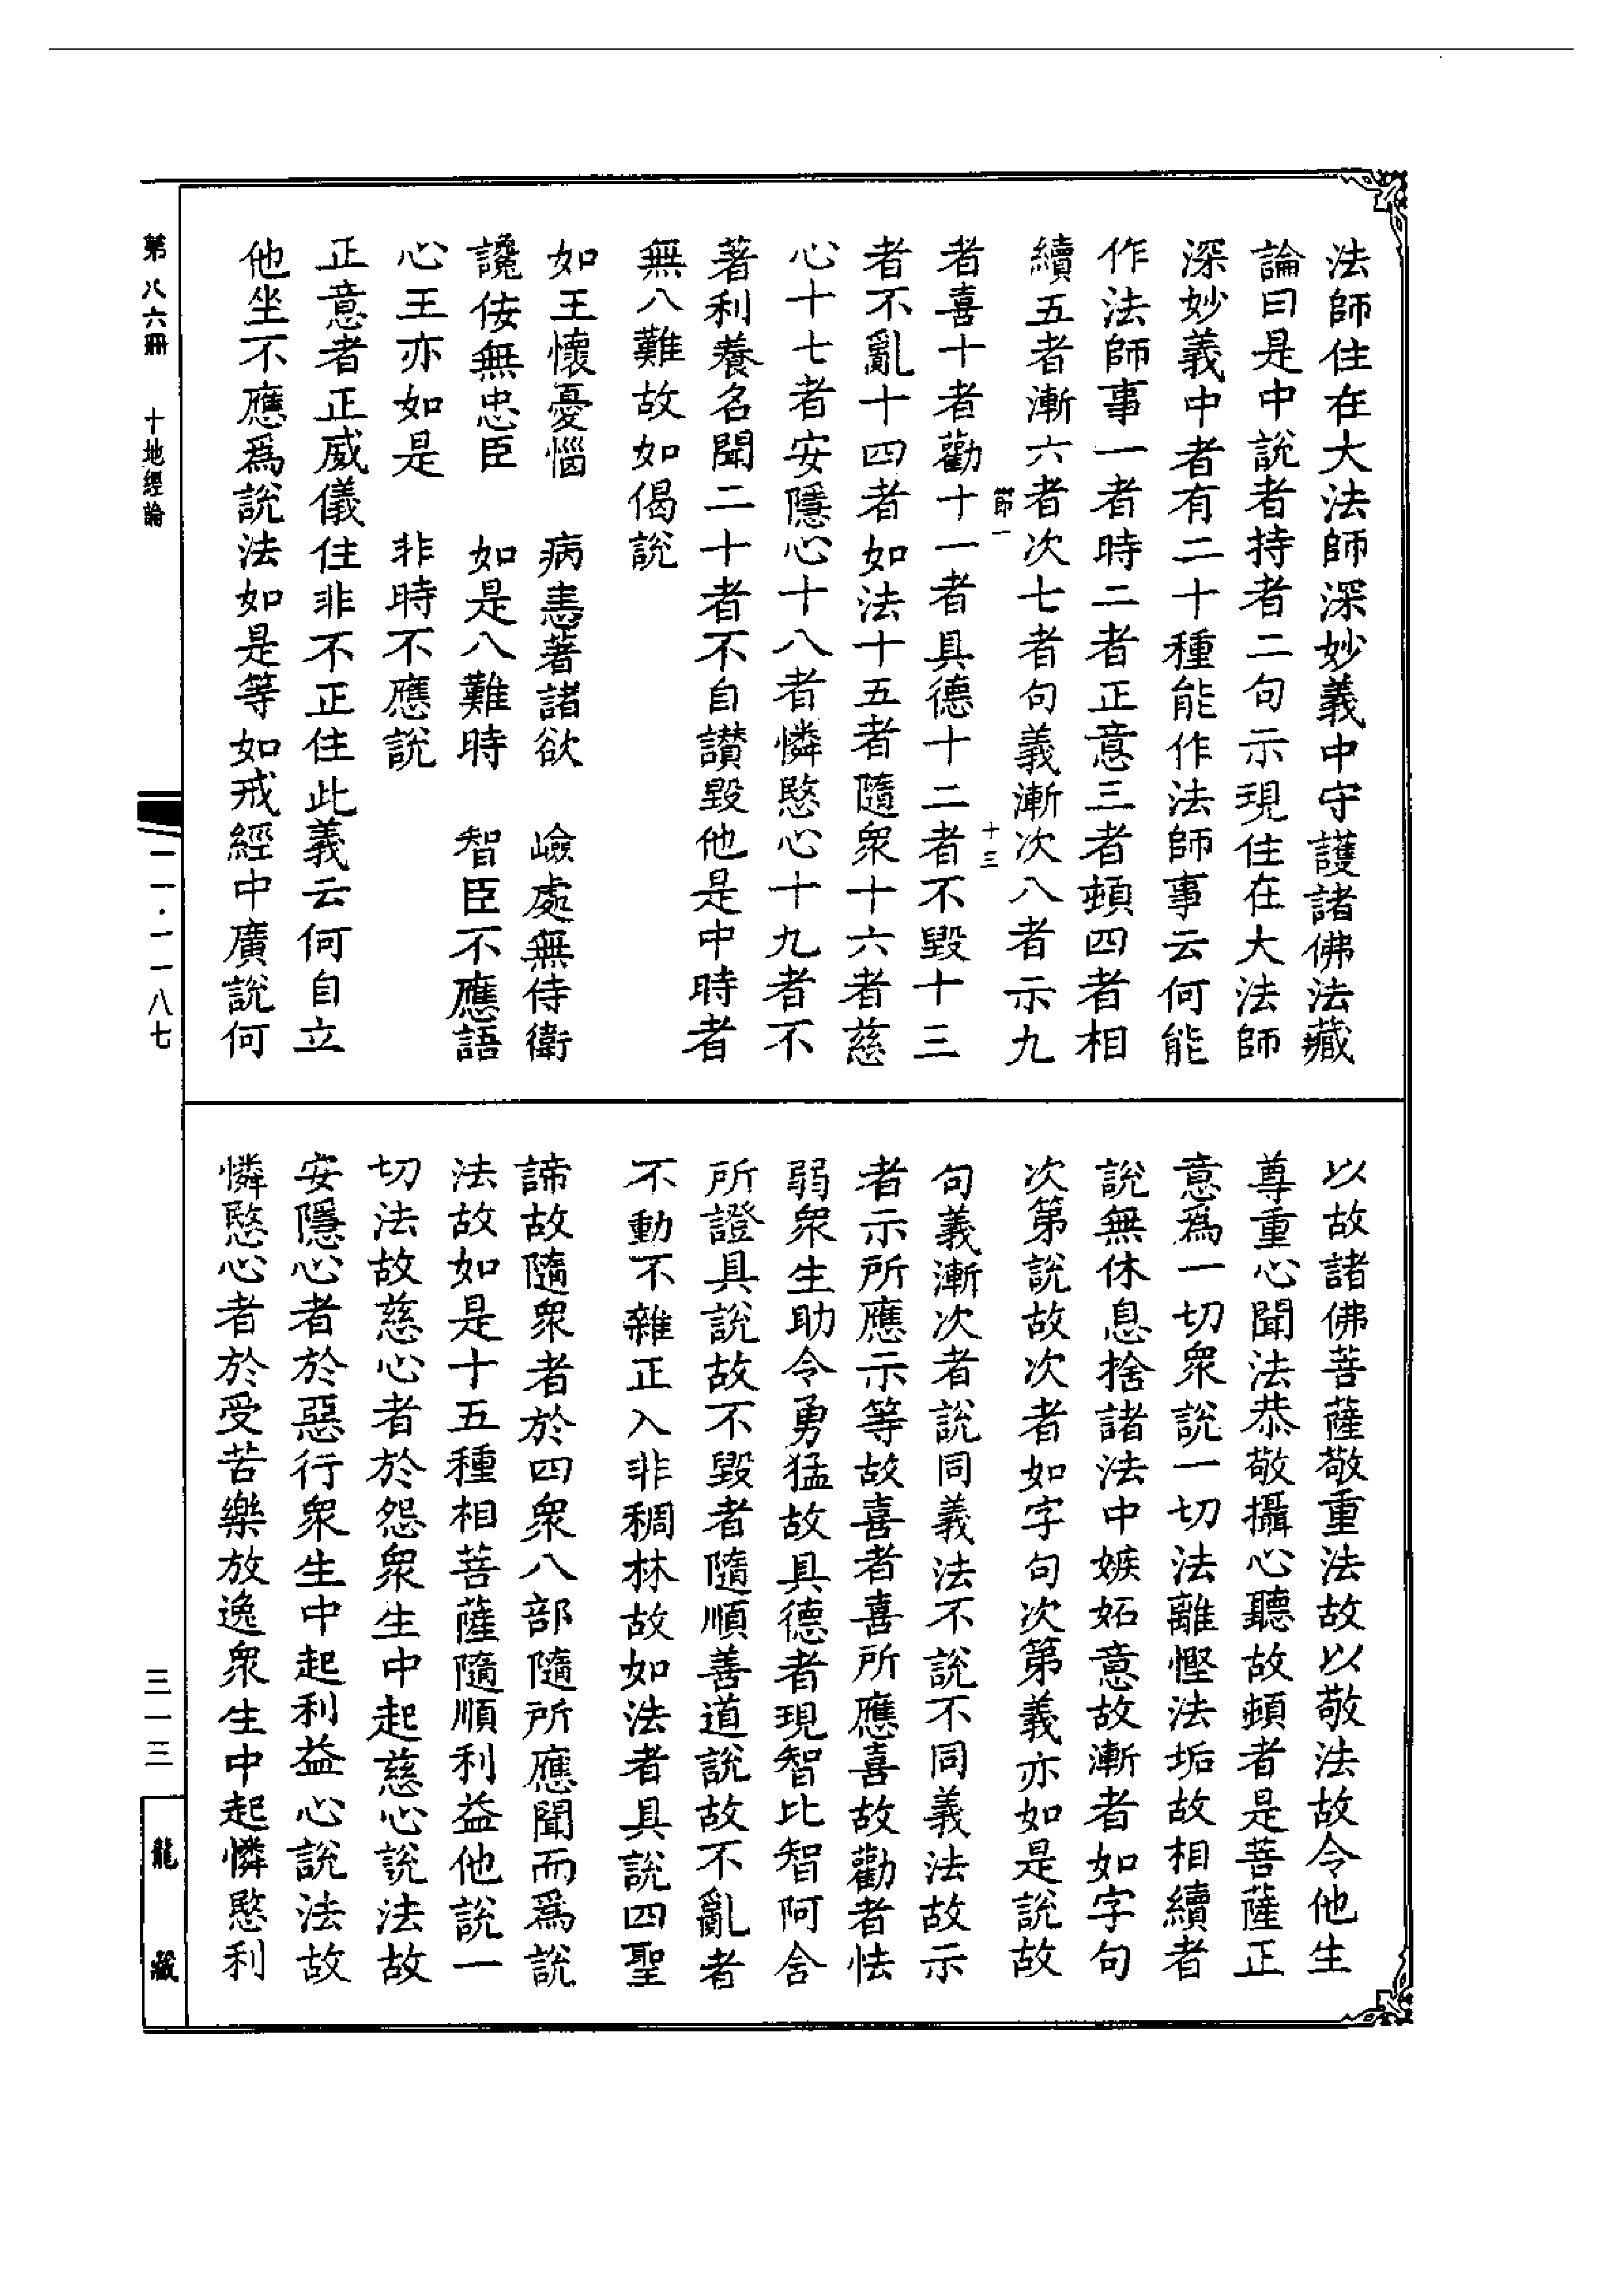 法師住在大法師深妙義中守護諸佛法藏
論曰是中說者持者二句示現住在大法師
深妙義中者有二十種能作法師事云何能
作法師事一者時二者正意三者頓四者相
續五者漸六者次七者句義漸次八者示九
節一
十三
者喜十者勸十一者具德十二者不毀十三
者不亂十四者如法十五者隨衆十六者慈
心十七者安隱心十八者憐愍心十九者不
著利養名聞二十者不自讃毀他是中時者
無八難故如偈說
如王懷憂惱 病恚著諸欲 嶮處無侍衛
讒佞無忠臣 如是八難時 智臣不應語
心王亦如是 非時不應說
正意者正威儀住非不正住此義云何自立
他坐不應爲說法如是等如戒經中廣說何
以故諸佛菩薩敬重法故以敬法故令他生
尊重心聞法恭敬攝心聽故頓者是菩薩正
意爲一切衆說一切法離慳法垢故相續者
說無休息捨諸法中嫉妬意故漸者如字句
次第說故次者如字句次第義亦如是說故
句義漸次者說同義法不說不同義法故示
者示所應示等故喜者喜所應喜故勸者怯
弱衆生助令勇猛故具德者現智比智阿含
所證具說故不毀者隨順善道說故不亂者
不動不雜正入非稠林故如法者具說四聖
諦故隨衆者於四衆八部隨所應聞而爲說
法故如是十五種相菩薩隨順利益他說一
切法故慈心者於怨衆生中起慈心說法故
安隱心者於惡行衆生中起利益心說法故
憐愍心者於受苦樂放逸衆生中起憐愍利
第八六冊 十地經論
一一·一一八七
三一三
龍藏